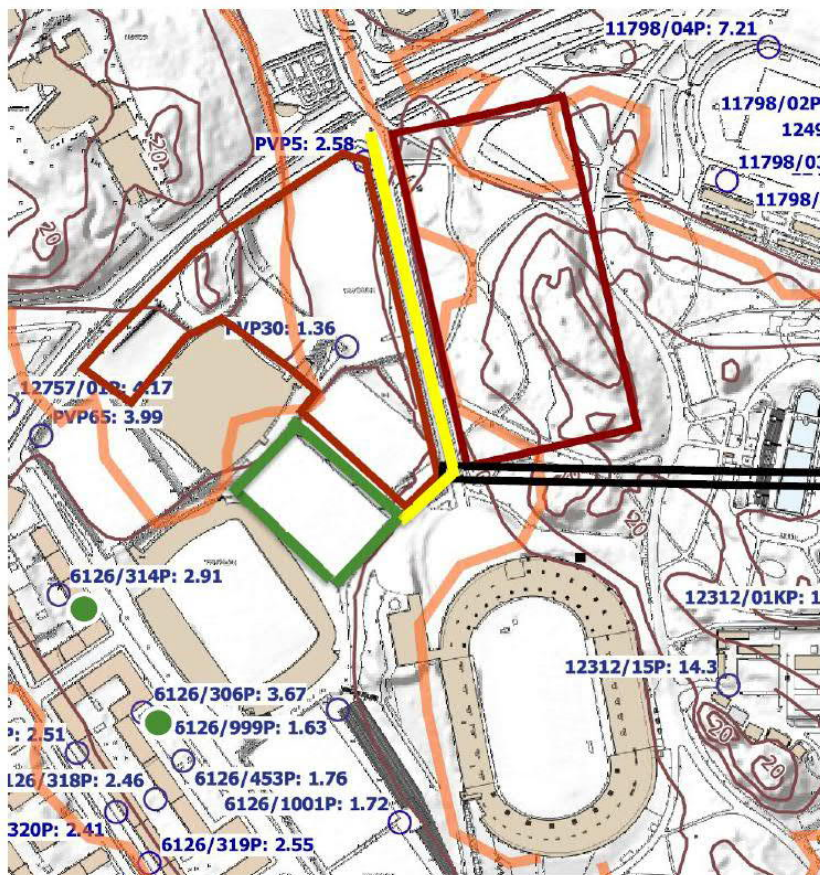 11798/04P: 7.21
11798/02P
1249
PVP5: 2.58
11798/03
11798/
20
20
PVP30: 1.36
12757/01P: 4.17
PVP65: 3.99
20
20
6126/314P: 2.91
12312/01KP: 1
12312/15P: 14.3
6126/306P: 3.67
6126/999P: 1.63
P: 2.51
126/318P: 2.46
6126/453P: 1.76
6126/1001P: 1.72
20
20
320P: 2.41
6126/319P: 2.55